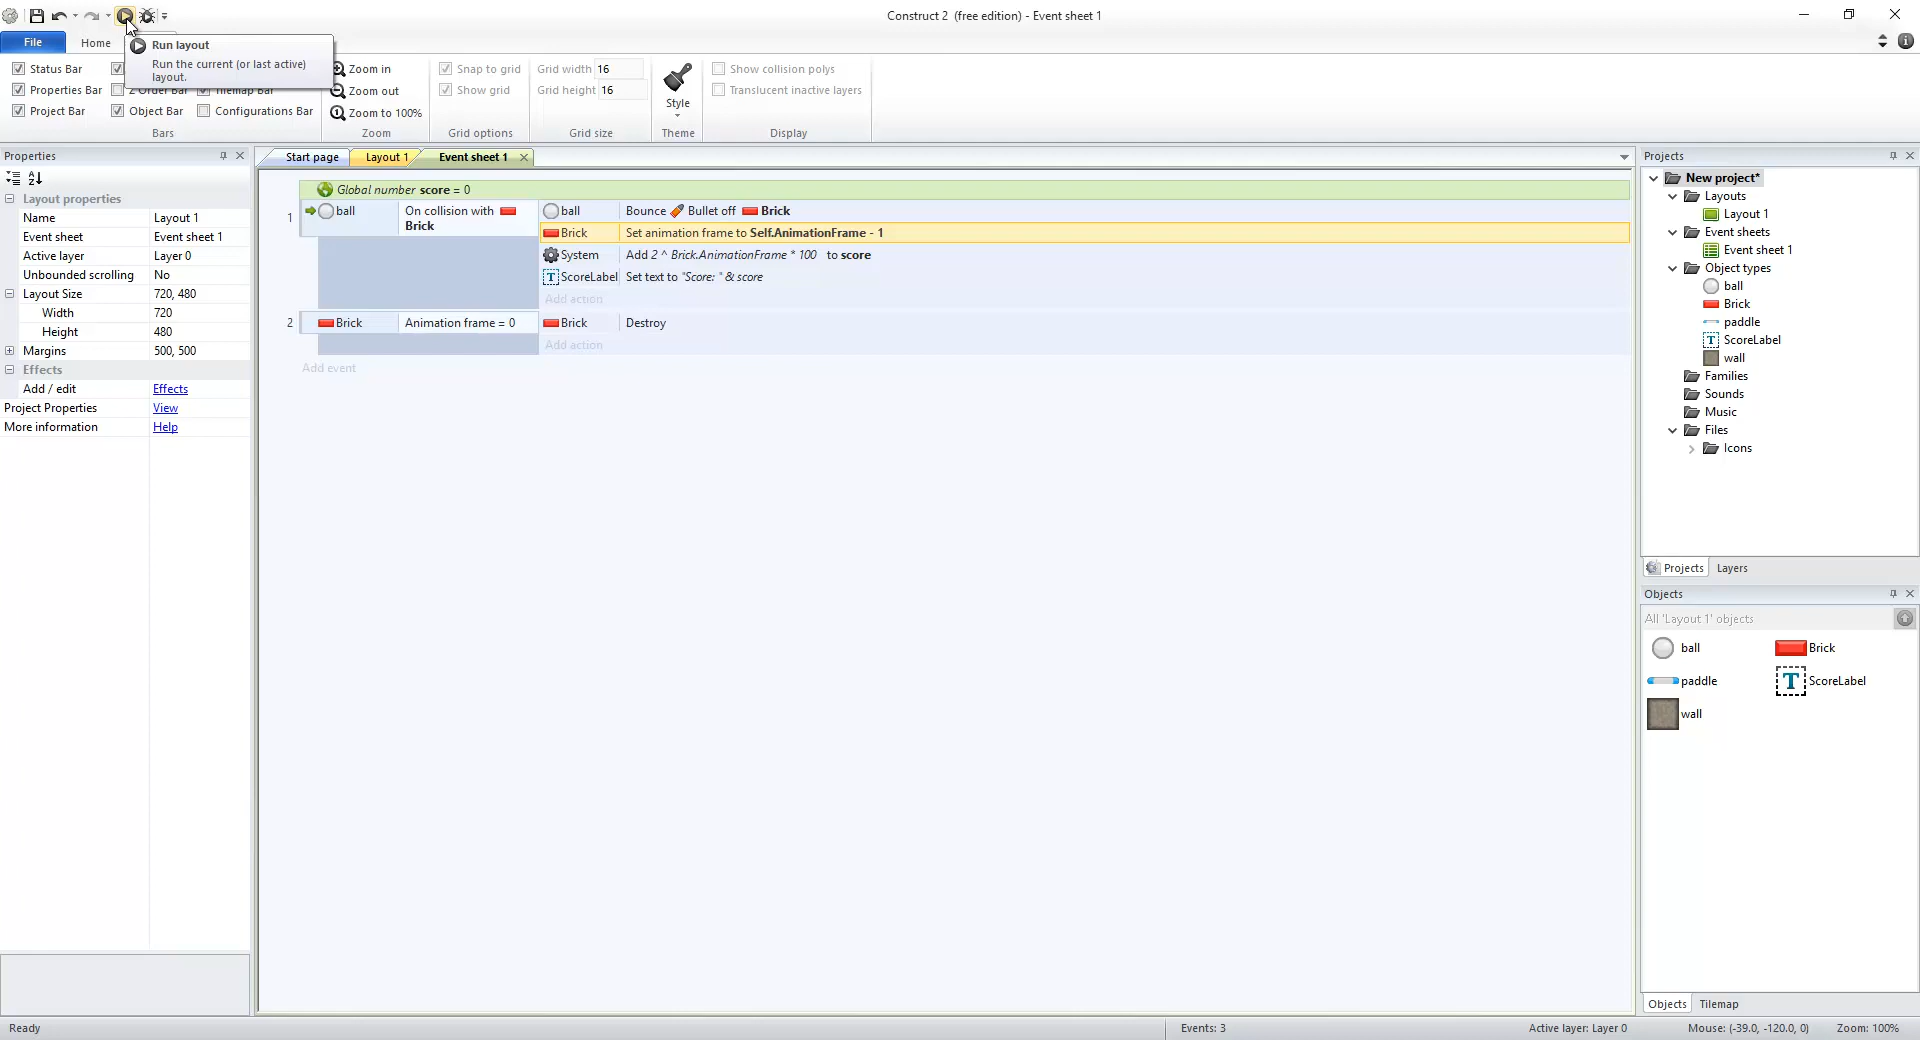 Construct 2 (free edition) - Event sheet 1
File
Home
Run layout
Run the current (or last active)
layout.
Status Bar
Properties Bar
Z Order Bar
Tilemap Bar
Project Bar
Object Bar
Configurations Bar
Bars
Zoom in
Zoom out
Zoom to 100%
Zoom
Snap to grid
Show grid
Grid options
Grid width 16
Grid height 16
Grid size
Style
Theme
Show collision polys
Translucent inactive layers
Display
Properties
Layout properties
Name Layout 1
Event sheet Event sheet 1
Active layer Layer 0
Unbounded scrolling No
Layout Size 720, 480
Width 720
Height 480
Margins 500, 500
Effects
Add / edit Effects
Project Properties View
More information Help
Start page
Layout 1
Event sheet 1
Global number score = 0
1
ball
On collision with
Brick
ball Bounce Bullet off Brick
Brick Set animation frame to Self.AnimationFrame - 1
System Add 2 ^ Brick.AnimationFrame * 100 to score
T ScoreLabel Set text to "Score: " & score
Add action
2
Brick
Animation frame = 0
Brick Destroy
Add action
Add event
Projects
New project*
Layouts
Layout 1
Event sheets
Event sheet 1
Object types
ball
Brick
paddle
T ScoreLabel
wall
Families
Sounds
Music
Files
Icons
Projects
Layers
Objects
All 'Layout 1' objects
ball
Brick
paddle
T ScoreLabel
wall
Objects
Tilemap
Ready
Events: 3
Active layer: Layer 0
Mouse: (-39.0, -120.0, 0)
Zoom: 100%